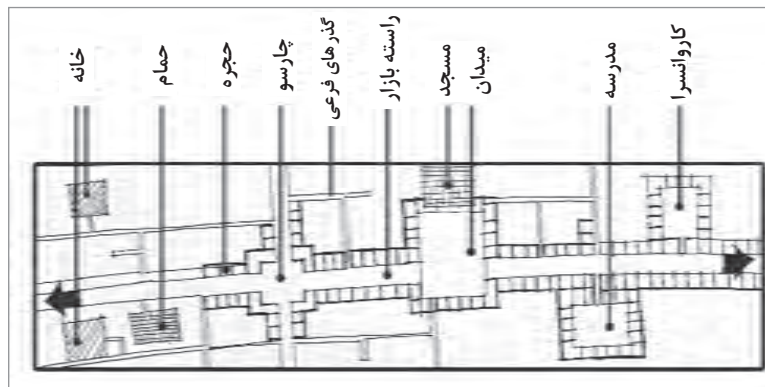 کاروانسرا
مدرسه
میدان
مسجد
راسته بازار
گذرهای فرعی
چارسو
حجره
حمام
خانه